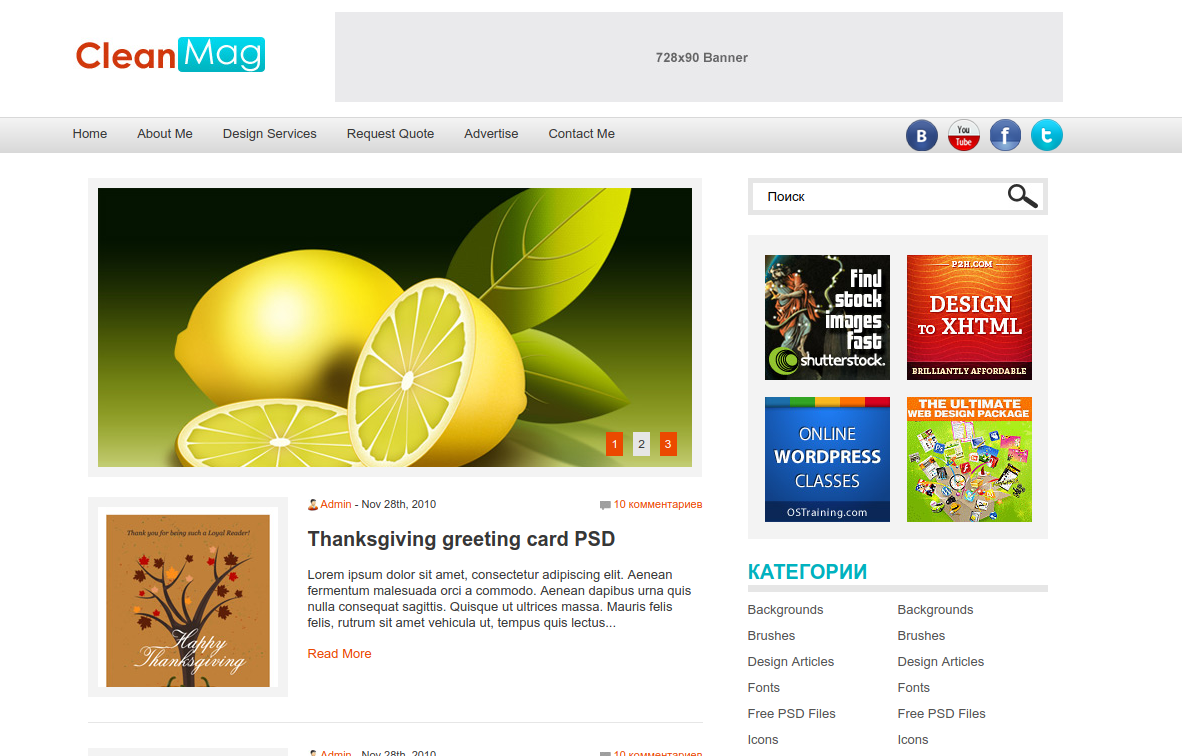 CleanMag
728x90 Banner
Home About Me Design Services Request Quote Advertise Contact Me
B
You
Tube
f
t
Поиск
1 2 3
find
stock
images
fast
shutterstock.
P2H.COM
DESIGN
TO XHTML
BRILLIANTLY AFFORDABLE
ONLINE
WORDPRESS
CLASSES
OSTraining.com
THE ULTIMATE
WEB DESIGN PACKAGE
Admin - Nov 28th, 2010 10 комментариев
Thank you for being such a Loyal Reader!
Happy
Thanksgiving
Thanksgiving greeting card PSD
Lorem ipsum dolor sit amet, consectetur adipiscing elit. Aenean
fermentum malesuada orci a commodo. Aenean dapibus urna quis
nulla consequat sagittis. Quisque ut ultrices massa. Mauris felis
felis, rutrum sit amet vehicula ut, tempus quis lectus...
Read More
КАТЕГОРИИ
Backgrounds Backgrounds
Brushes Brushes
Design Articles Design Articles
Fonts Fonts
Free PSD Files Free PSD Files
Icons Icons
Admin - Nov 28th, 2010 10 комментариев